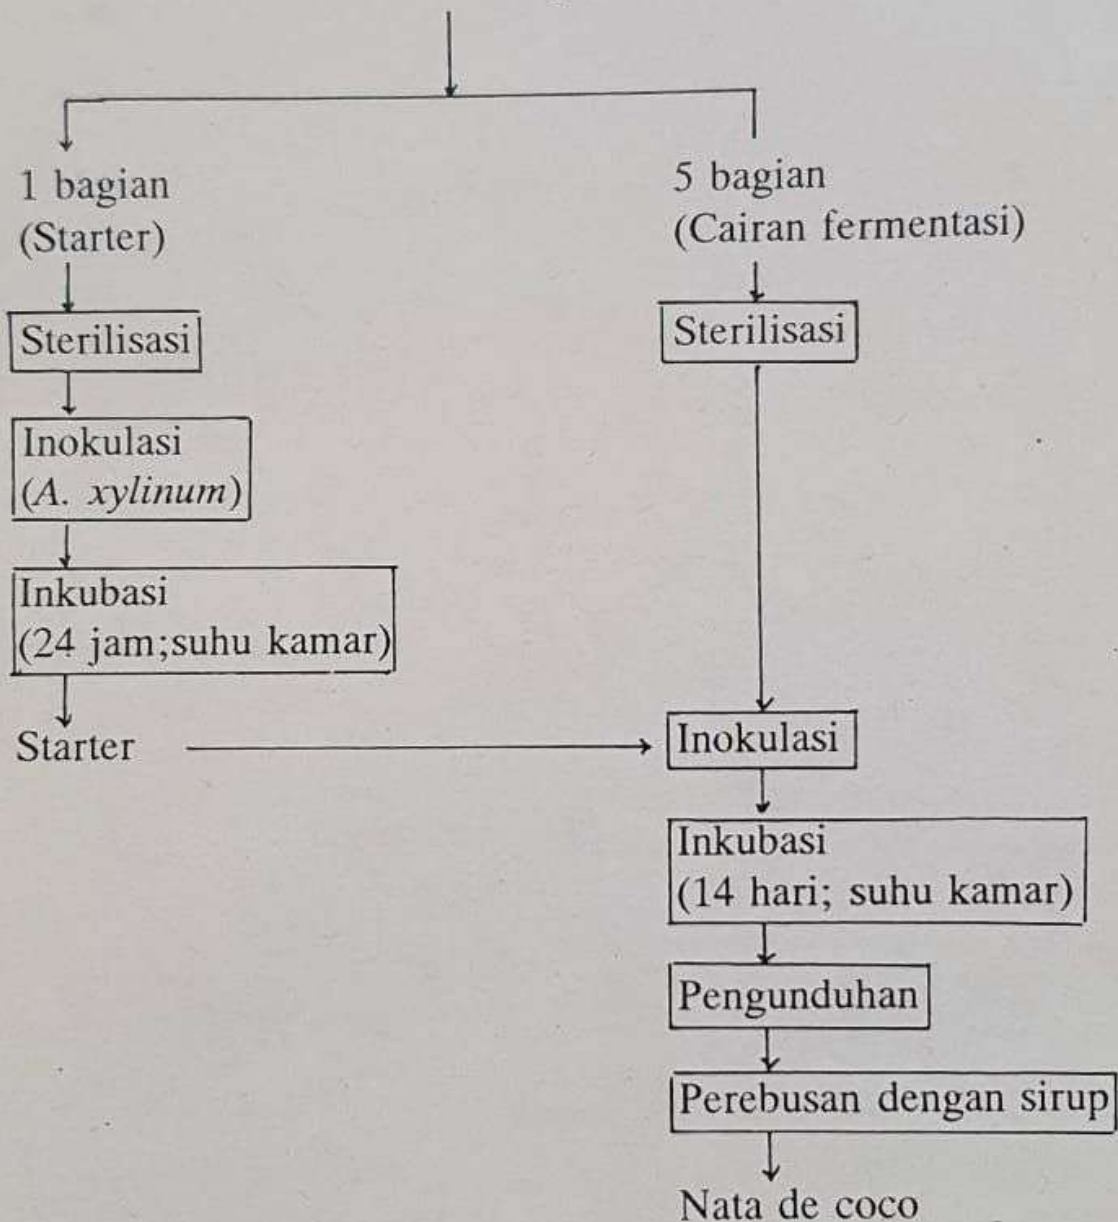 1 bagian
(Starter)
Sterilisasi
Inokulasi
(A. xylinum)
Inkubasi
(24 jam;suhu kamar)
Starter
5 bagian
(Cairan fermentasi)
Sterilisasi
Inokulasi
Inkubasi
(14 hari; suhu kamar)
Pengunduhan
Perebusan dengan sirup
Nata de coco